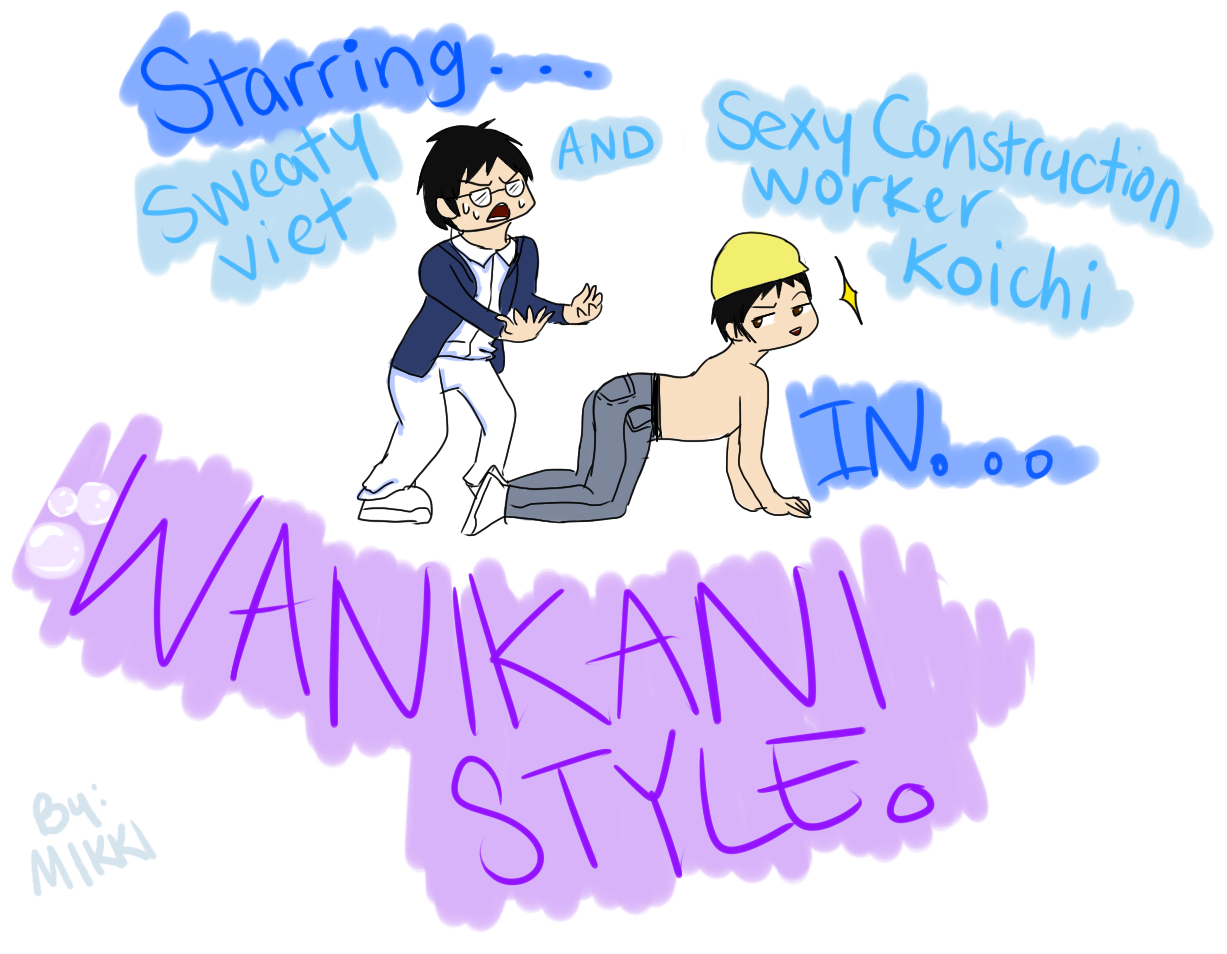 Starring....
Sweaty
Viet
AND
Sexy Construction
Worker
Koichi
IN...
WANIKANI
STYLE.
By:
MIKKI